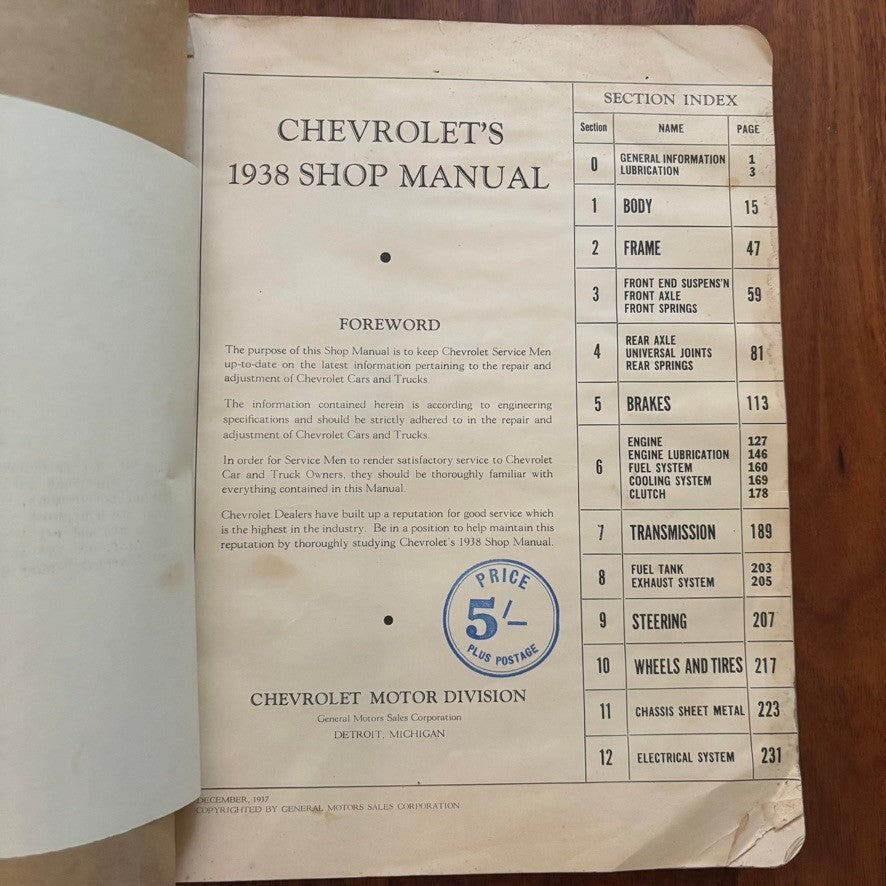 CHEVROLET'S
1938 SHOP MANUAL
FOREWORD
The purpose of this Shop Manual is to keep Chevrolet Service Men
up-to-date on the latest information pertaining to the repair and
adjustment of Chevrolet Cars and Trucks.
The information contained herein is according to engineering
specifications and should be strictly adhered to in the repair and
adjustment of Chevrolet Cars and Trucks.
In order for Service Men to render satisfactory service to Chevrolet
Car and Truck Owners, they should be thoroughly familiar with
everything contained in this Manual.
Chevrolet Dealers have built up a reputation for good service which
is the highest in the industry. Be in a position to help maintain this
reputation by thoroughly studying Chevrolet's 1938 Shop Manual.
PRICE
5/-
PLUS POSTAGE
CHEVROLET MOTOR DIVISION
General Motors Sales Corporation
DETROIT, MICHIGAN
DECEMBER, 1937
COPYRIGHTED BY GENERAL MOTORS SALES CORPORATION
SECTION INDEX
Section NAME PAGE
0 GENERAL INFORMATION 1
LUBRICATION 3
1 BODY 15
2 FRAME 47
3 FRONT END SUSPENS'N
FRONT AXLE 59
FRONT SPRINGS
4 REAR AXLE
UNIVERSAL JOINTS 81
REAR SPRINGS
5 BRAKES 113
6 ENGINE 127
ENGINE LUBRICATION 146
FUEL SYSTEM 160
COOLING SYSTEM 169
CLUTCH 178
7 TRANSMISSION 189
8 FUEL TANK 203
EXHAUST SYSTEM 205
9 STEERING 207
10 WHEELS AND TIRES 217
11 CHASSIS SHEET METAL 223
12 ELECTRICAL SYSTEM 231